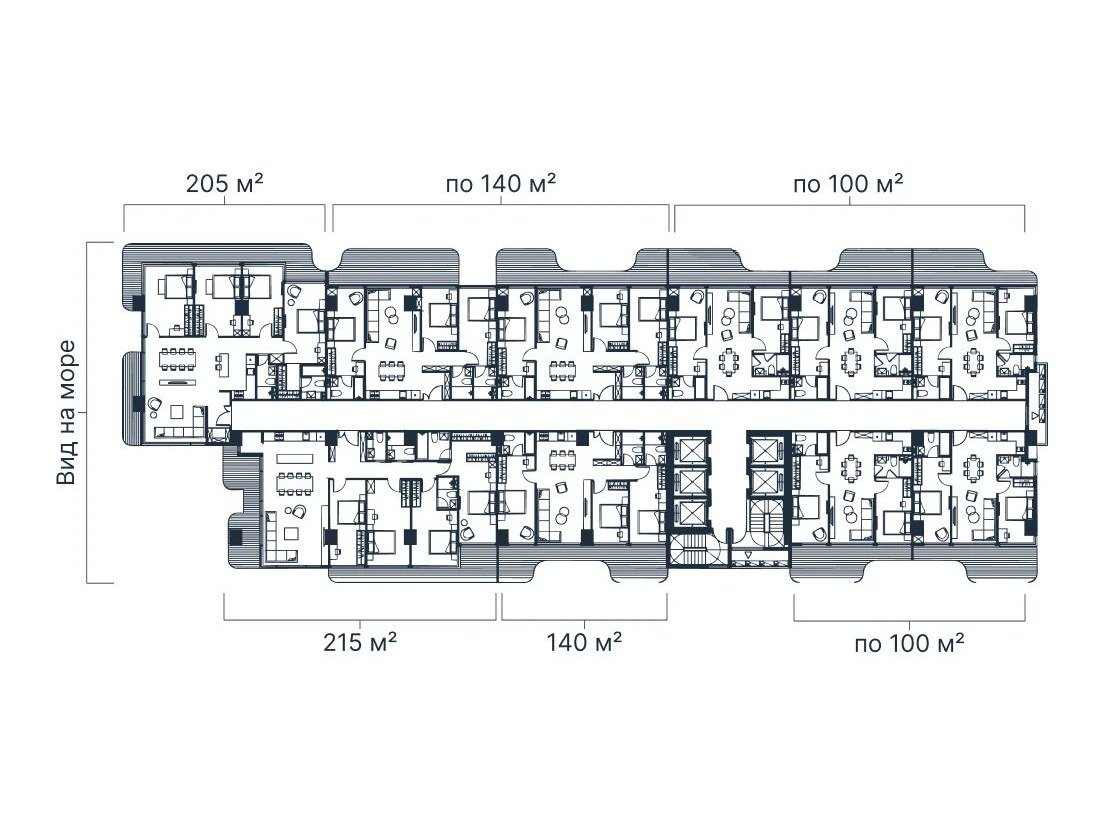 205 м²
по 140 м²
по 100 м²
Вид на море
215 м²
140 м²
по 100 м²